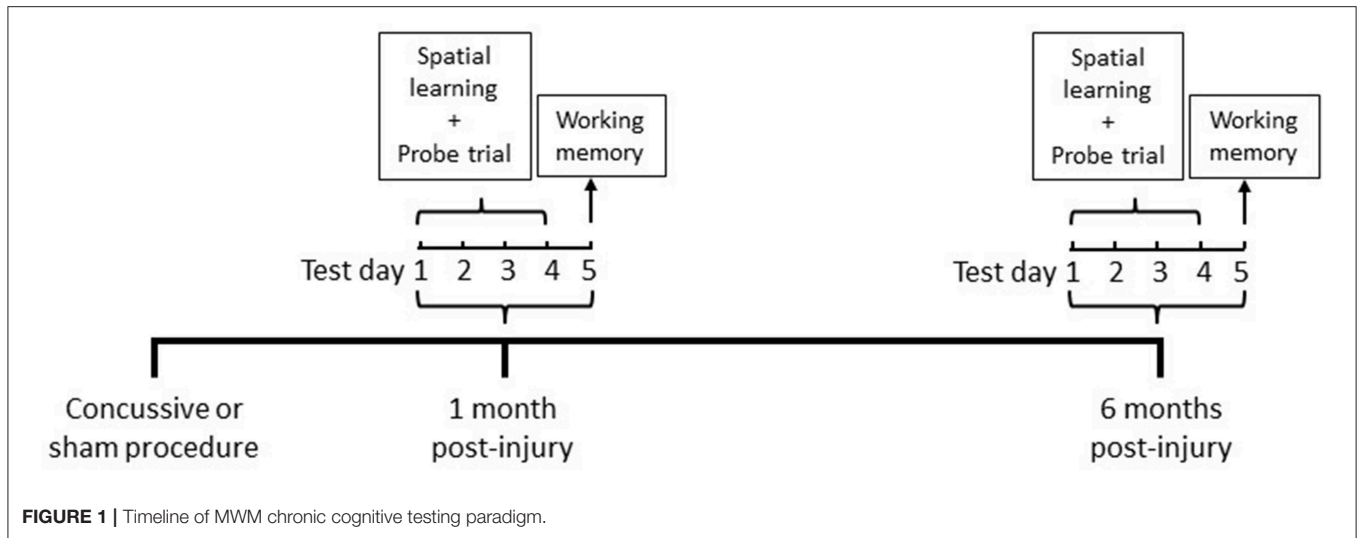 Spatial
learning
+
Probe trial
Working
memory
Test day 1 2 3 4 5
Spatial
learning
+
Probe trial
Working
memory
Test day 1 2 3 4 5
Concussive or
sham procedure
1 month
post-injury
6 months
post-injury
FIGURE 1 | Timeline of MWM chronic cognitive testing paradigm.